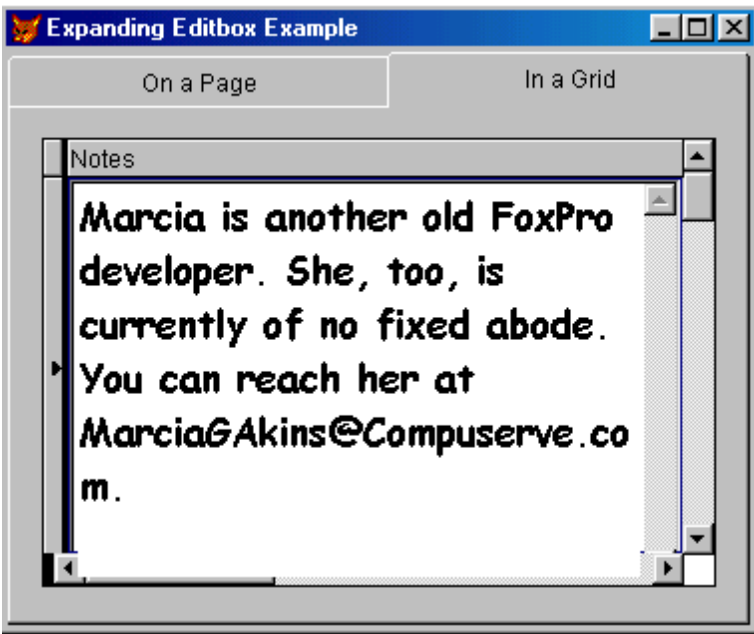 Expanding Editbox Example
On a Page
In a Grid
Notes
Marcia is another old FoxPro
developer. She, too, is
currently of no fixed abode.
You can reach her at
MarciaGAkins@Compuserve.co
m.